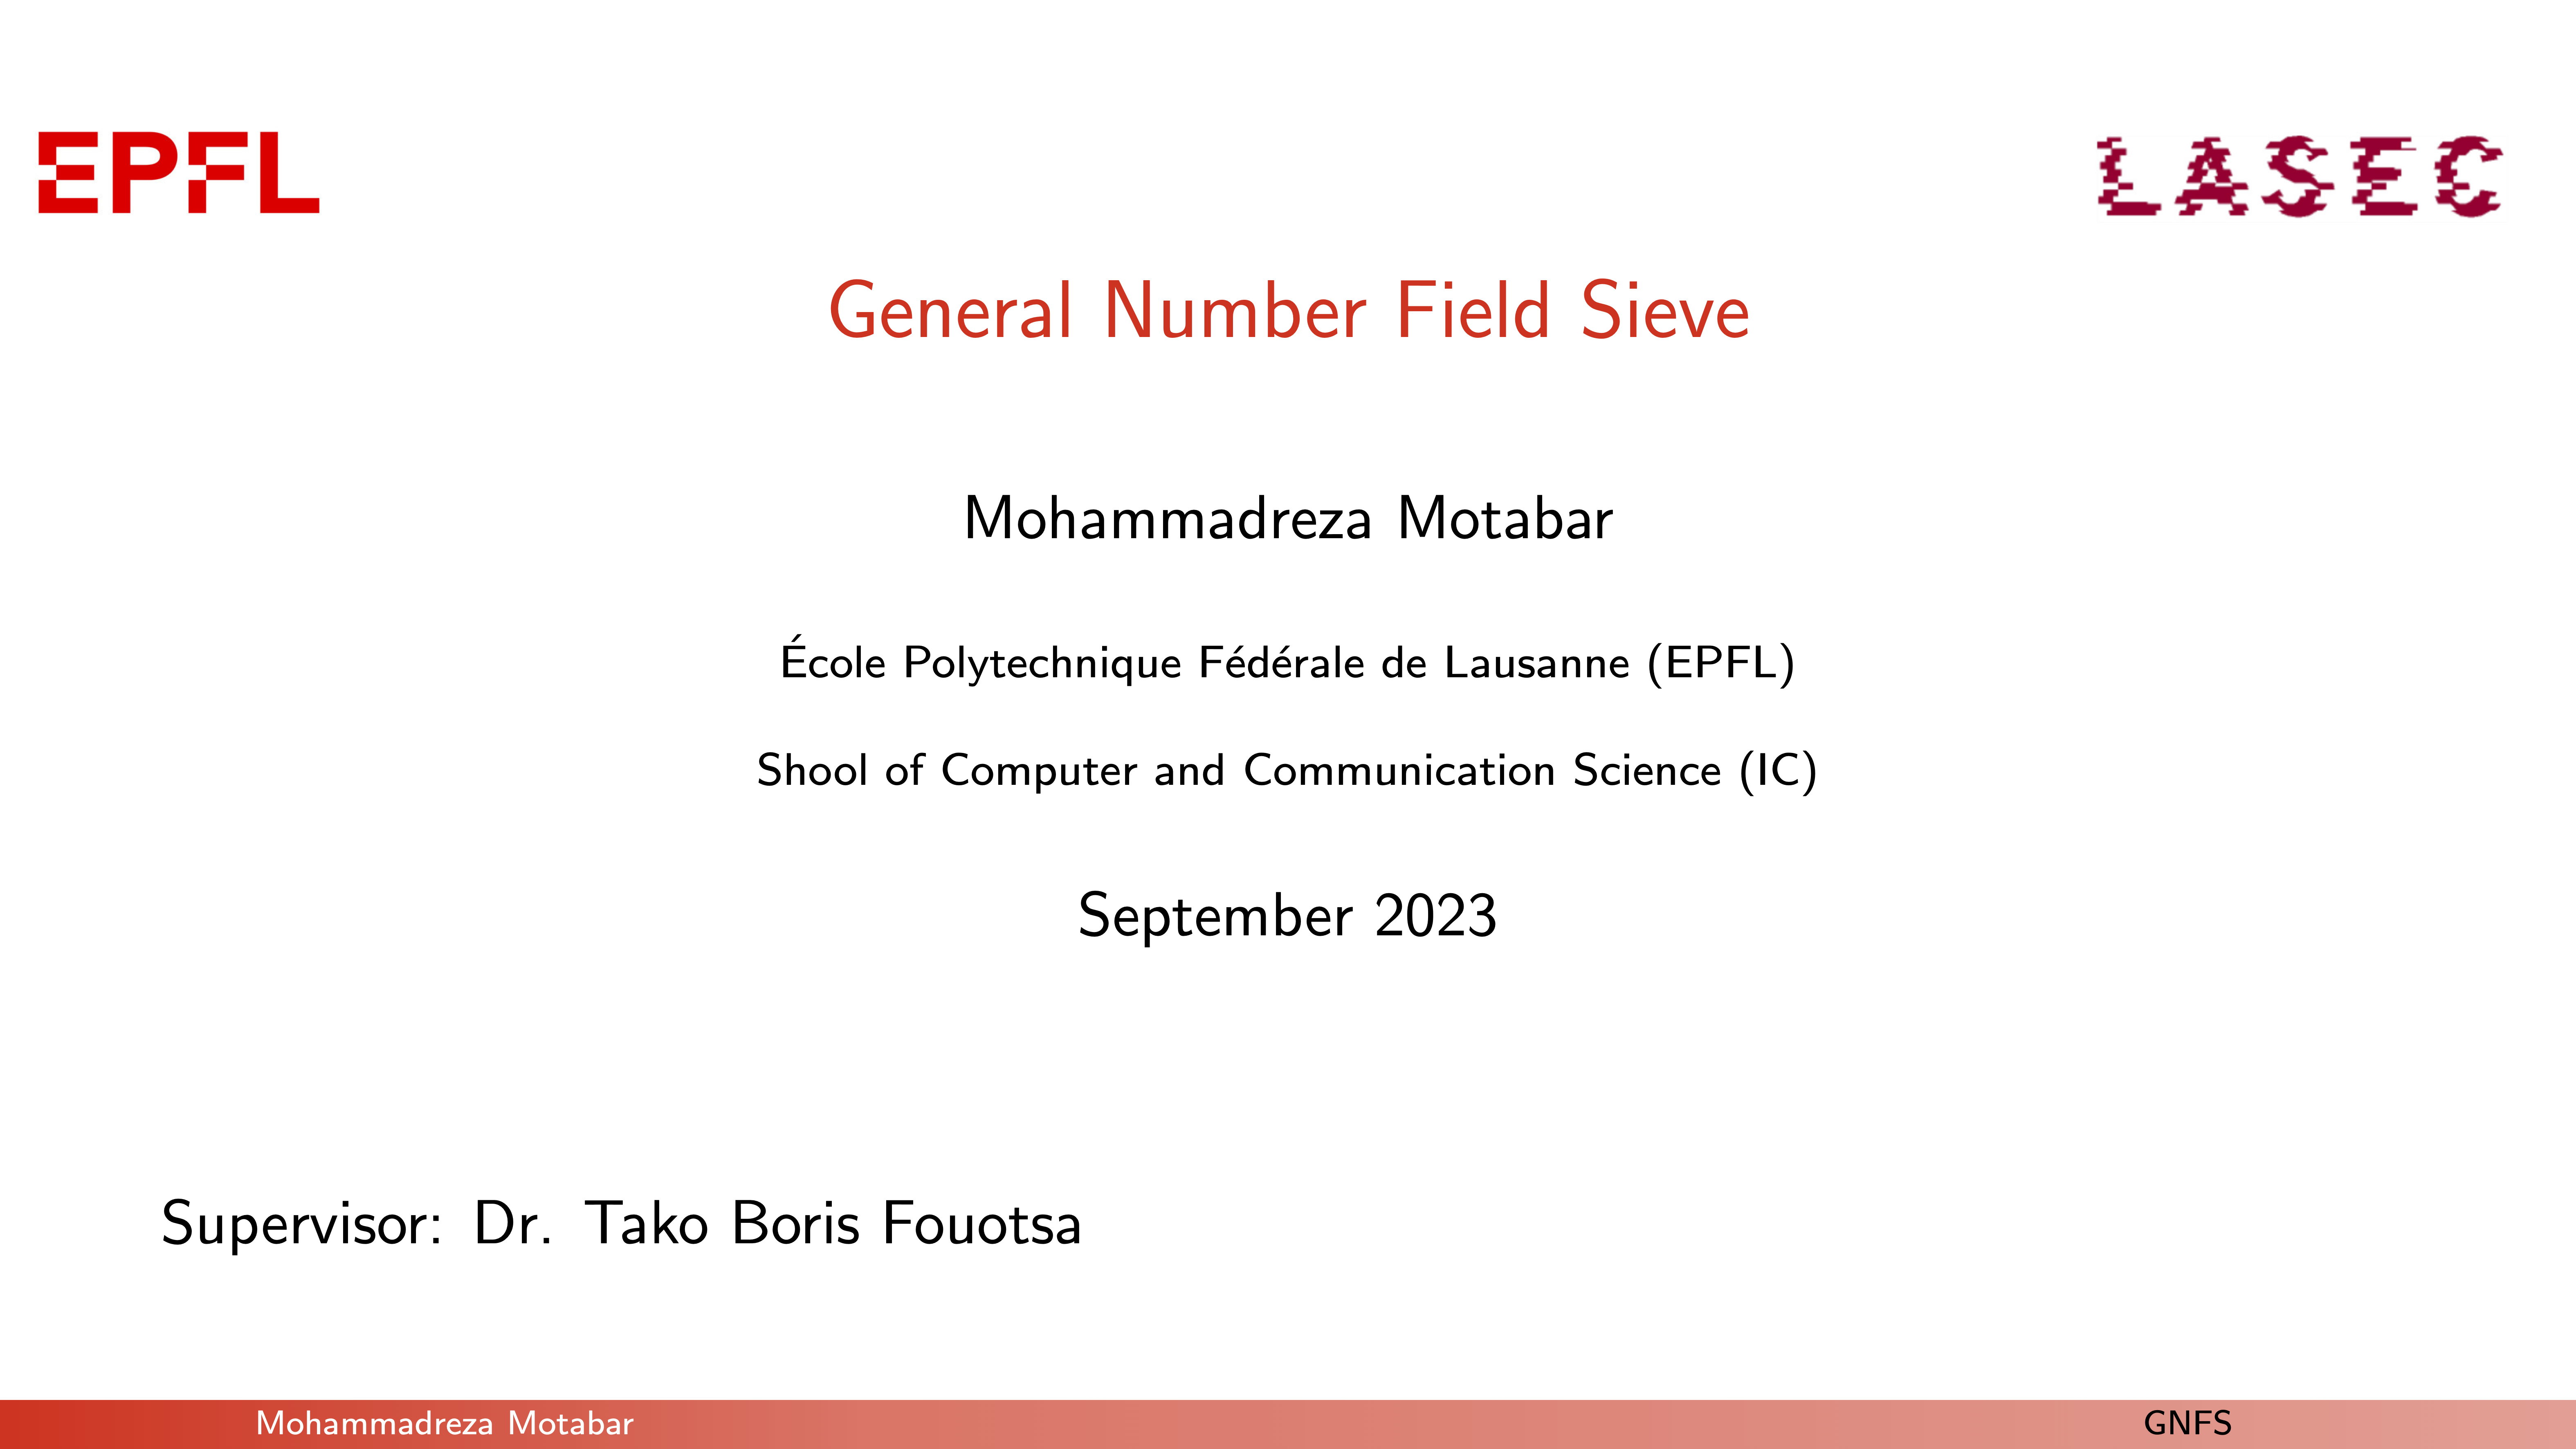 EPFL
LASEC
General Number Field Sieve
Mohammadreza Motabar
École Polytechnique Fédérale de Lausanne (EPFL)
Shool of Computer and Communication Science (IC)
September 2023
Supervisor: Dr. Tako Boris Fouotsa
Mohammadreza Motabar
GNFS